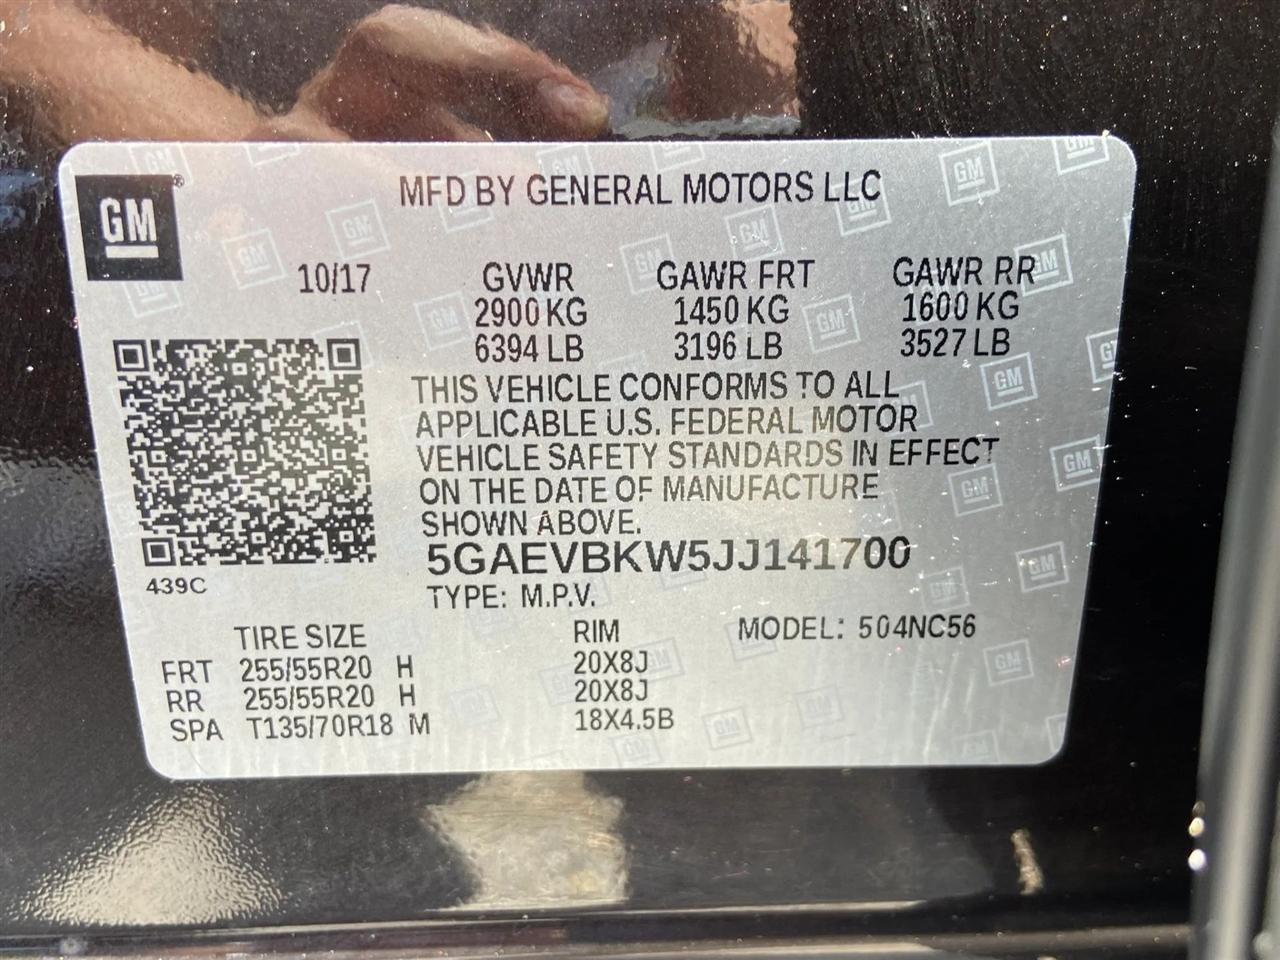 GM®
MFD BY GENERAL MOTORS LLC
10/17 GVWR GAWR FRT GAWR RR
2900 KG 1450 KG 1600 KG
6394 LB 3196 LB 3527 LB
THIS VEHICLE CONFORMS TO ALL
APPLICABLE U.S. FEDERAL MOTOR
VEHICLE SAFETY STANDARDS IN EFFECT
ON THE DATE OF MANUFACTURE
SHOWN ABOVE.
5GAEVBKW5JJ141700
439C
TYPE: M.P.V.
TIRE SIZE RIM MODEL: 504NC56
FRT 255/55R20 H 20X8J
RR 255/55R20 H 20X8J
SPA T135/70R18 M 18X4.5B